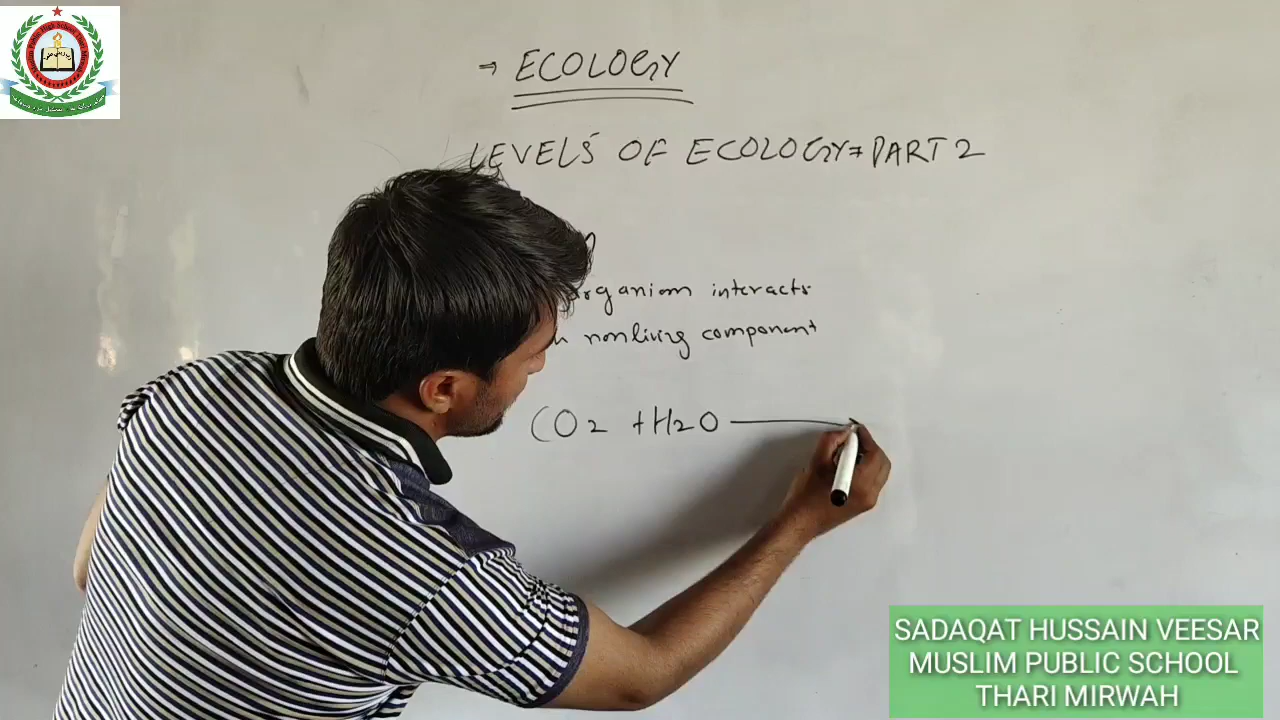 → ECOLOGY
LEVELS OF ECOLOGY⇒ PART 2
organiom interacts
nonliving component
CO2 + H2O
SADAQAT HUSSAIN VEESAR
MUSLIM PUBLIC SCHOOL
THARI MIRWAH